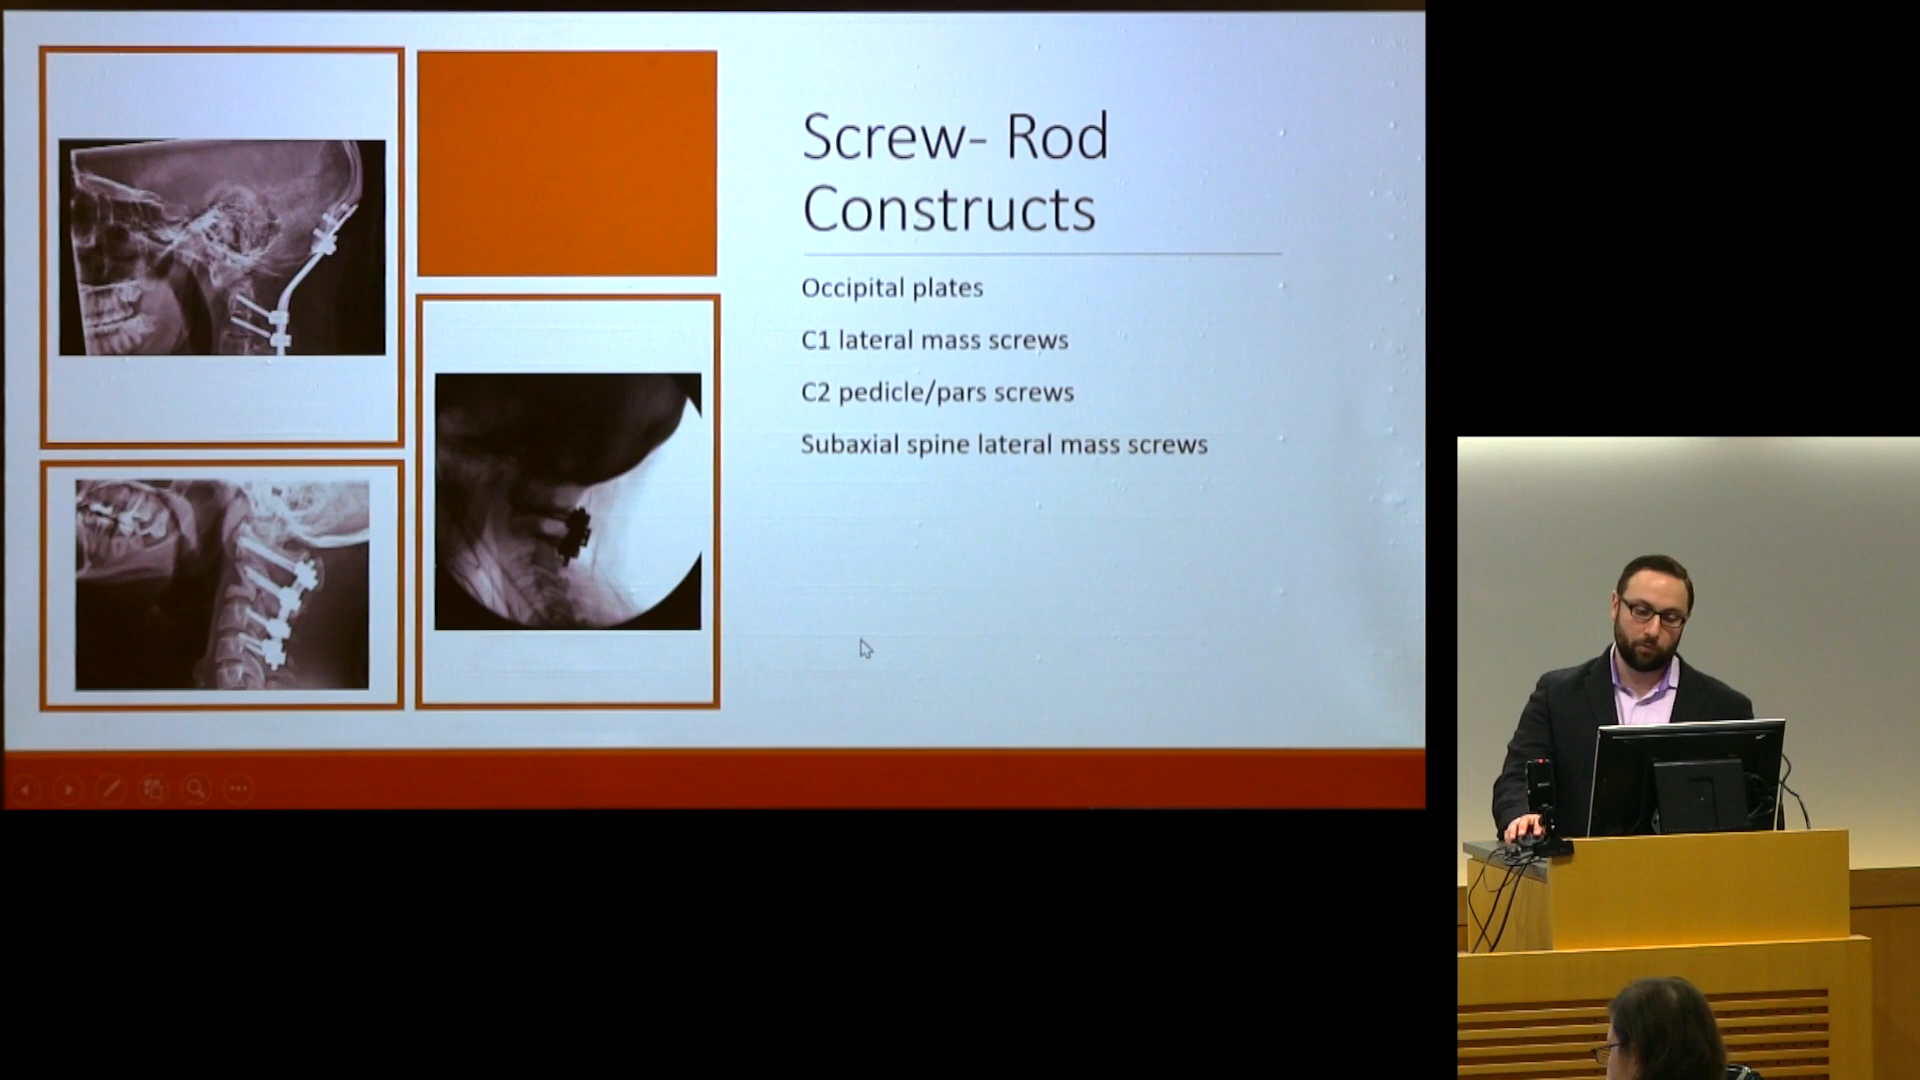 Screw- Rod
Constructs
Occipital plates
C1 lateral mass screws
C2 pedicle/pars screws
Subaxial spine lateral mass screws